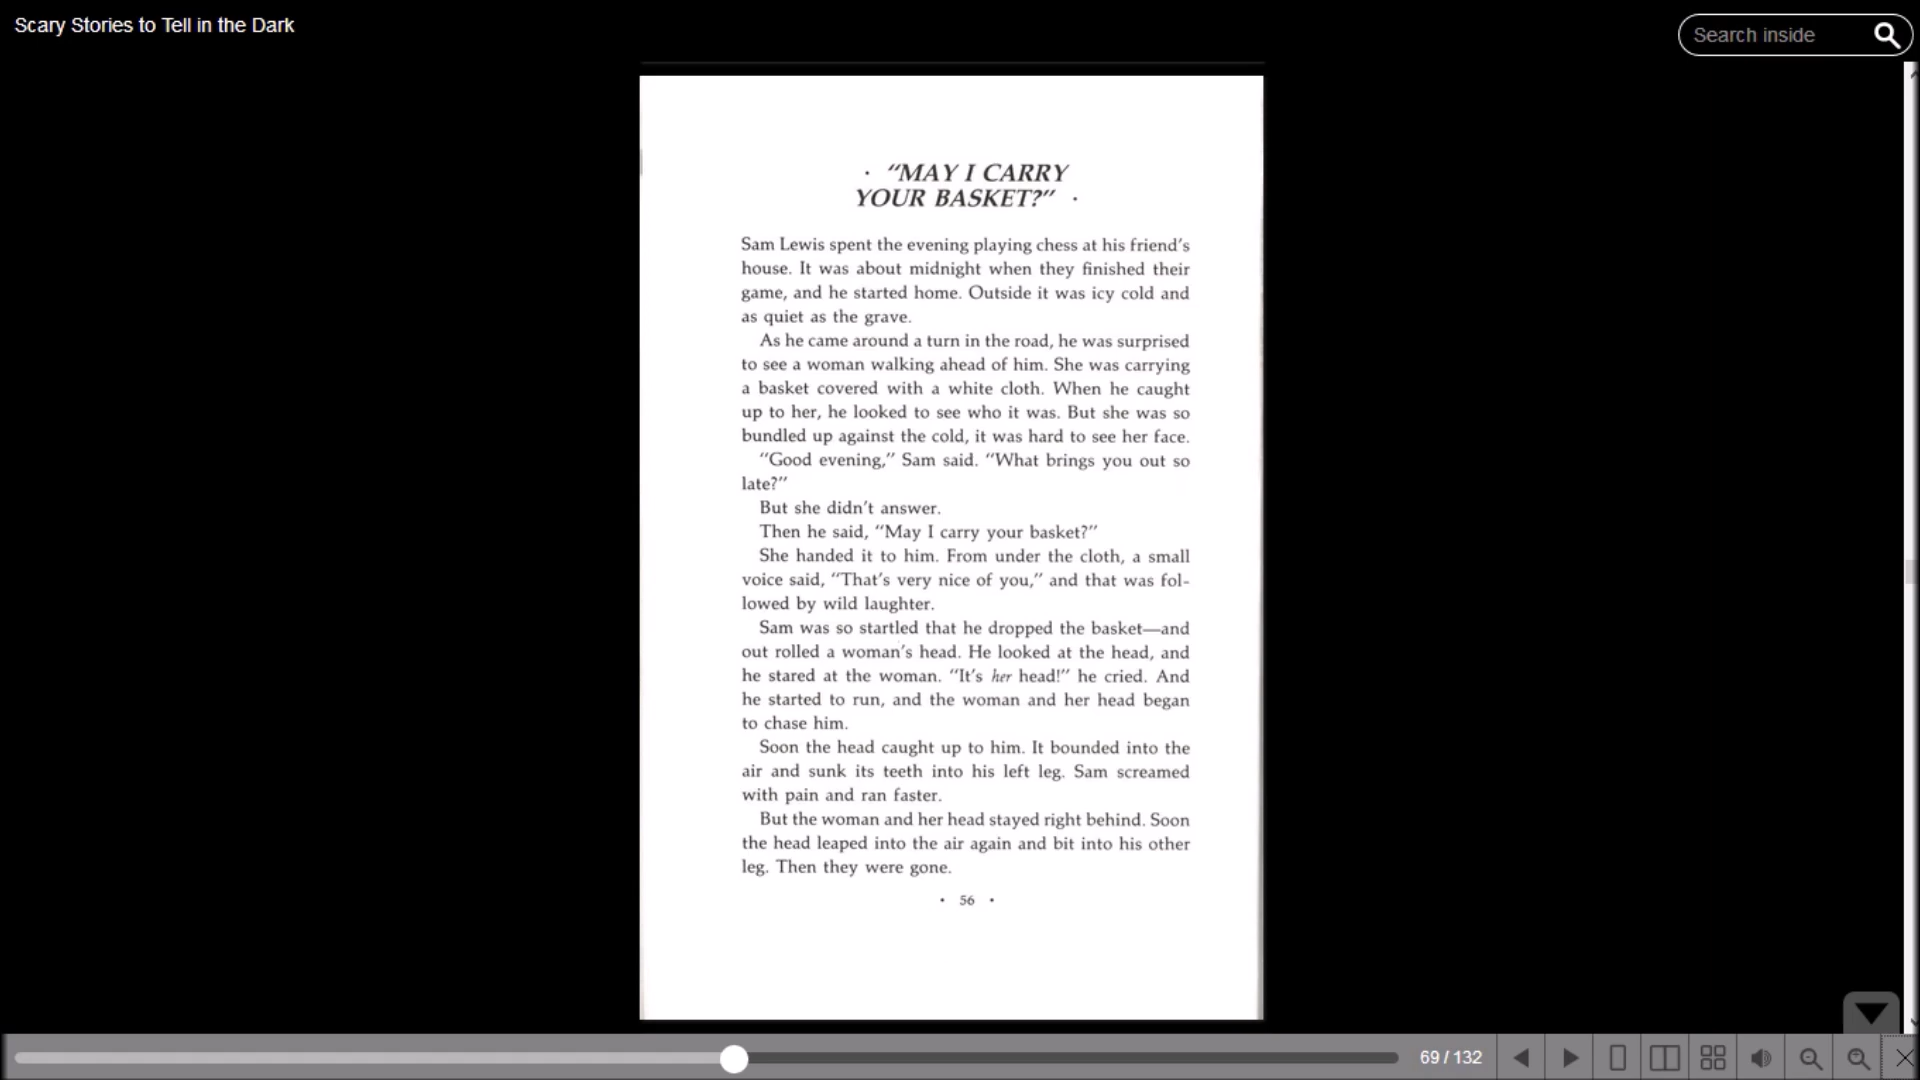 Scary Stories to Tell in the Dark
Search inside
· “MAY I CARRY
YOUR BASKET?” ·
Sam Lewis spent the evening playing chess at his friend’s
house. It was about midnight when they finished their
game, and he started home. Outside it was icy cold and
as quiet as the grave.
As he came around a turn in the road, he was surprised
to see a woman walking ahead of him. She was carrying
a basket covered with a white cloth. When he caught
up to her, he looked to see who it was. But she was so
bundled up against the cold, it was hard to see her face.
“Good evening,” Sam said. “What brings you out so
late?”
But she didn’t answer.
Then he said, “May I carry your basket?”
She handed it to him. From under the cloth, a small
voice said, “That’s very nice of you,” and that was fol-
lowed by wild laughter.
Sam was so startled that he dropped the basket—and
out rolled a woman’s head. He looked at the head, and
he stared at the woman. “It’s her head!” he cried. And
he started to run, and the woman and her head began
to chase him.
Soon the head caught up to him. It bounded into the
air and sunk its teeth into his left leg. Sam screamed
with pain and ran faster.
But the woman and her head stayed right behind. Soon
the head leaped into the air again and bit into his other
leg. Then they were gone.
· 56 ·
69 / 132